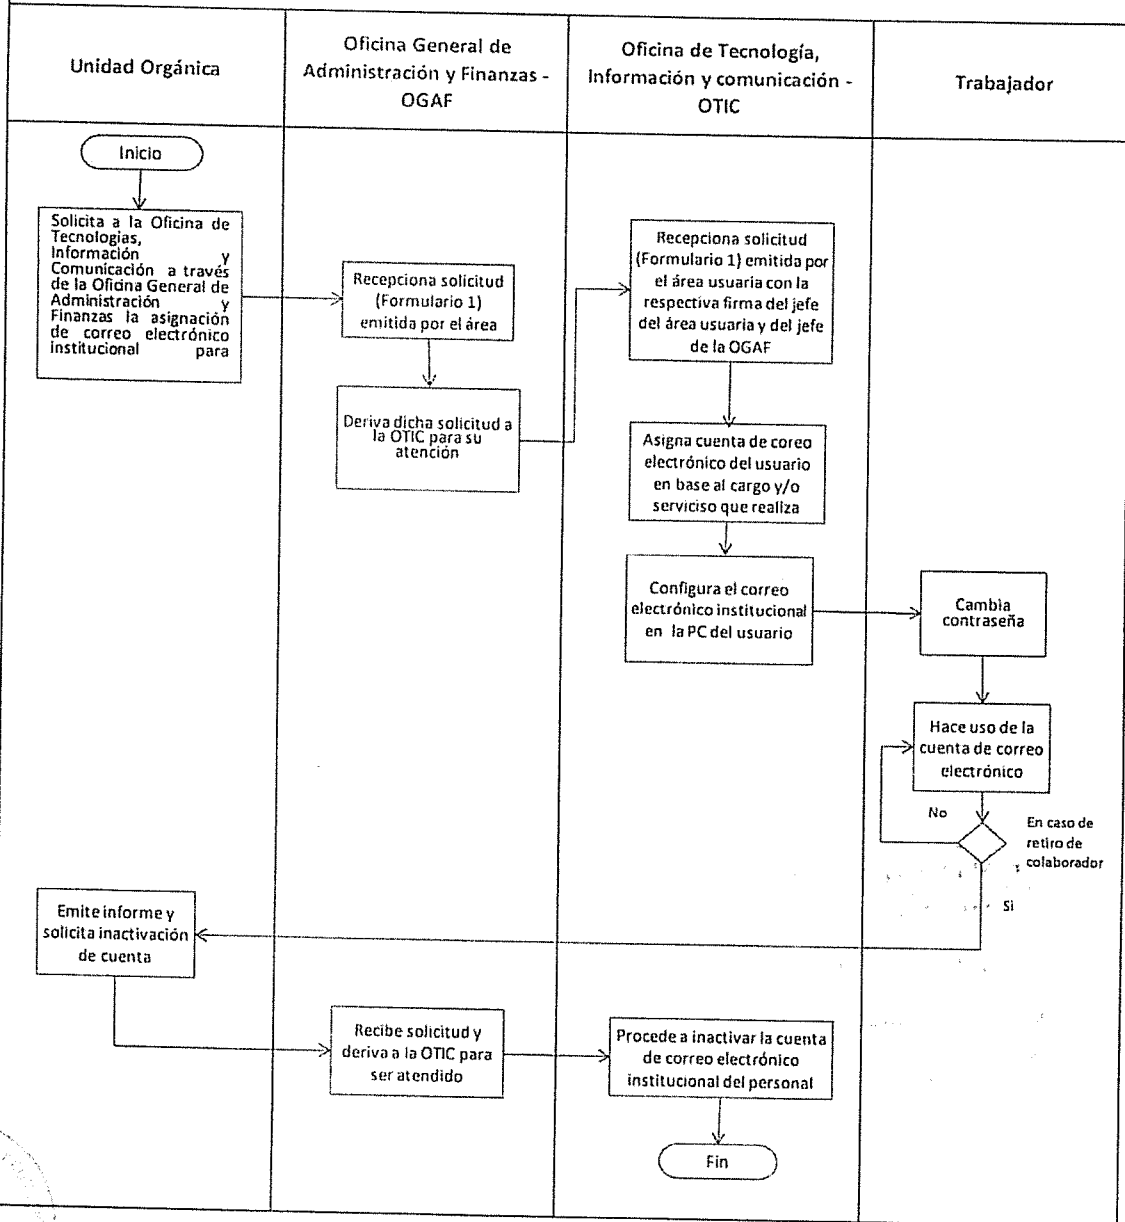 Unidad Orgánica
Oficina General de
Administración y Finanzas -
OGAF
Oficina de Tecnología,
Información y comunicación -
OTIC
Trabajador
Inicio
Solicita a la Oficina de
Tecnologías,
Información y
Comunicación a través
de la Oficina General de
Administración y
Finanzas la asignación
de correo electrónico
institucional para
Recepciona solicitud
(Formulario 1)
emitida por el área
Deriva dicha solicitud a
la OTIC para su
atención
Recepciona solicitud
(Formulario 1) emitida por
el área usuaria con la
respectiva firma del jefe
del área usuaria y del jefe
de la OGAF
Asigna cuenta de coreo
electrónico del usuario
en base al cargo y/o
serviciso que realiza
Configura el correo
electrónico institucional
en la PC del usuario
Cambia
contraseña
Hace uso de la
cuenta de correo
electrónico
No
En caso de
retiro de
colaborador
Si
Emite informe y
solicita inactivación
de cuenta
Recibe solicitud y
deriva a la OTIC para
ser atendido
Procede a inactivar la cuenta
de correo electrónico
institucional del personal
Fin